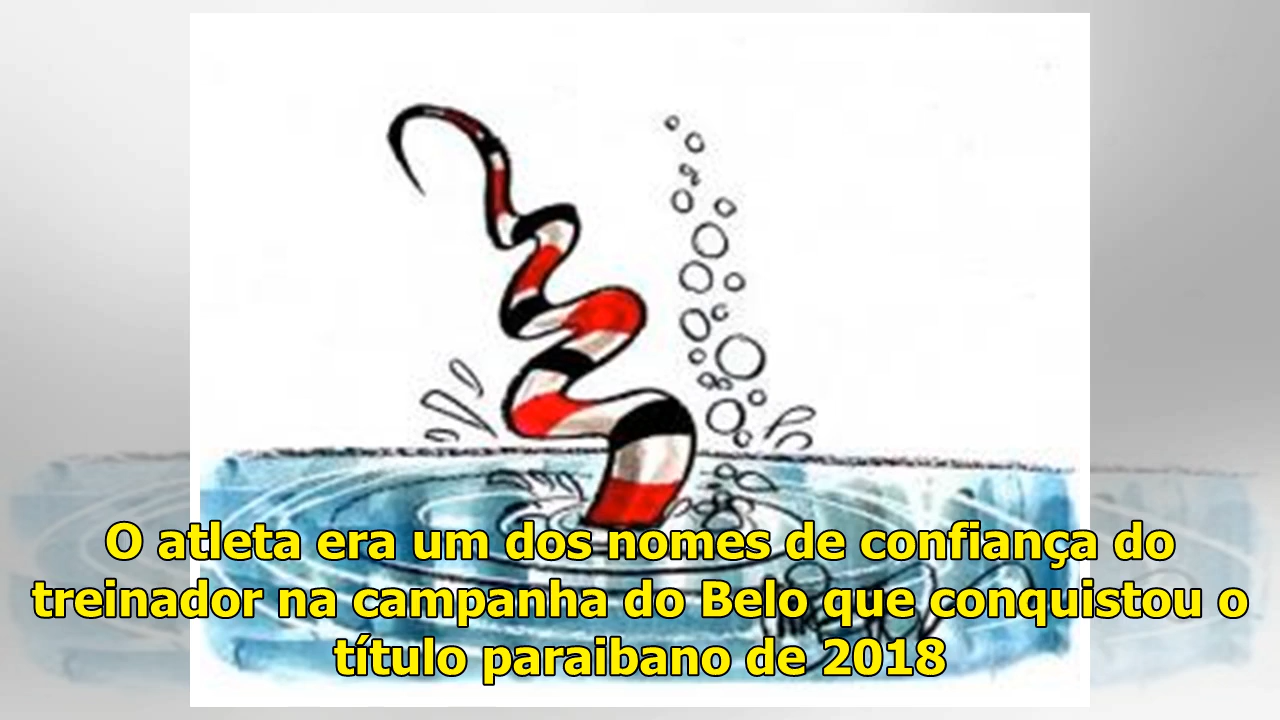 O atleta era um dos nomes de confiança do
treinador na campanha do Belo que conquistou o
título paraibano de 2018